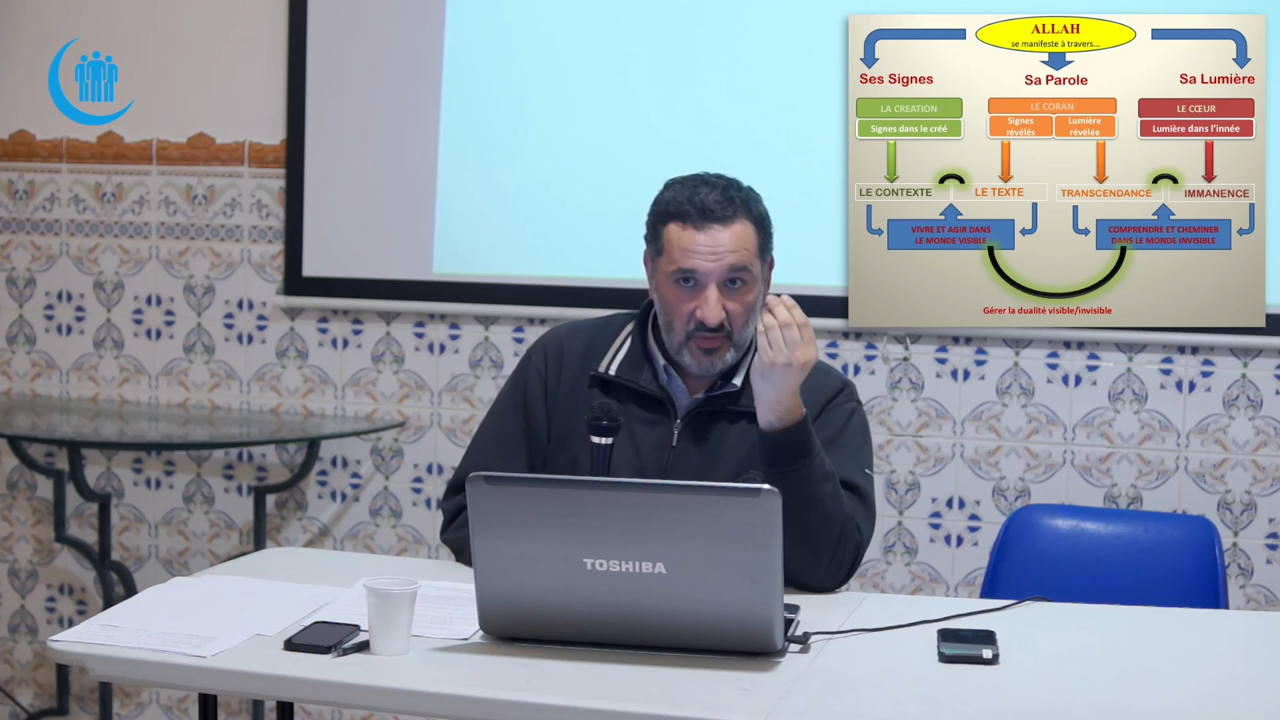 ALLAH
se manifeste à travers...
Ses Signes
Sa Parole
Sa Lumière
LA CREATION
Signes dans le créé
LE CORAN
Signes
révélés
Lumière
révélée
LE CŒUR
Lumière dans l'innée
LE CONTEXTE
LE TEXTE
TRANSCENDANCE
IMMANENCE
VIVRE ET AGIR DANS
LE MONDE VISIBLE
COMPRENDRE ET CHEMINER
DANS LE MONDE INVISIBLE
Gérer la dualité visible/invisible
TOSHIBA